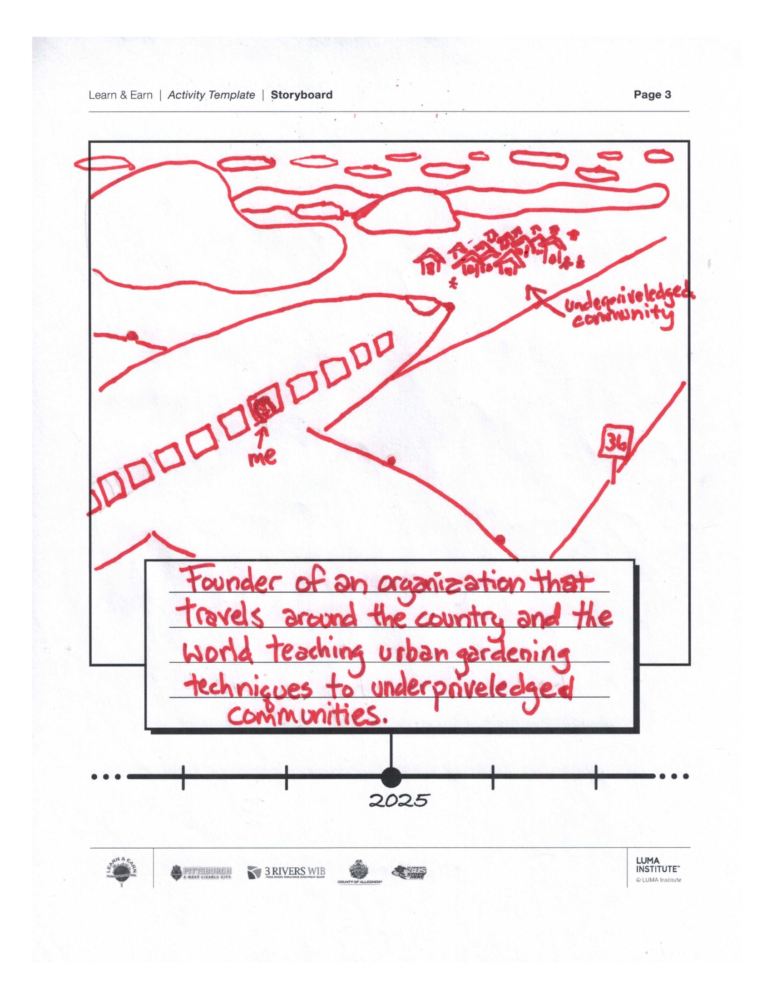 Learn & Earn | Activity Template | Storyboard
Page 3
underpriveledged
community
me
36
Founder of an organization that
travels around the country and the
world teaching urban gardening
techniques to underpriveledged
communities.
2025
LEARN & EARN
PITTSBURGH
A MOST LIVABLE CITY
3 RIVERS WIB
THREE RIVERS WORKFORCE INVESTMENT BOARD
COUNTY OF ALLEGHENY
STOPS
HERE
LUMA
INSTITUTE™
© LUMA Institute